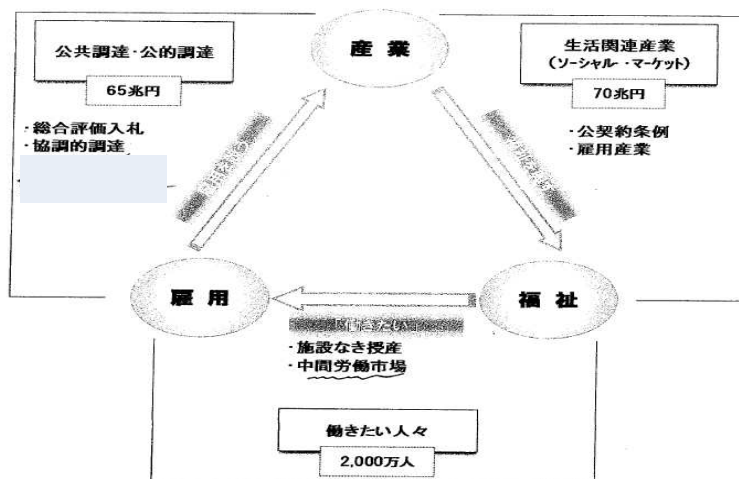 公共調達・公的調達
65兆円
・総合評価入札
・協調的調達
産業
生活関連産業
(ソーシャル・マーケット)
70兆円
・公契約条例
・雇用産業
雇用
福祉
働きたい
・施設なき授産
・中間労働市場
働きたい人々
2,000万人